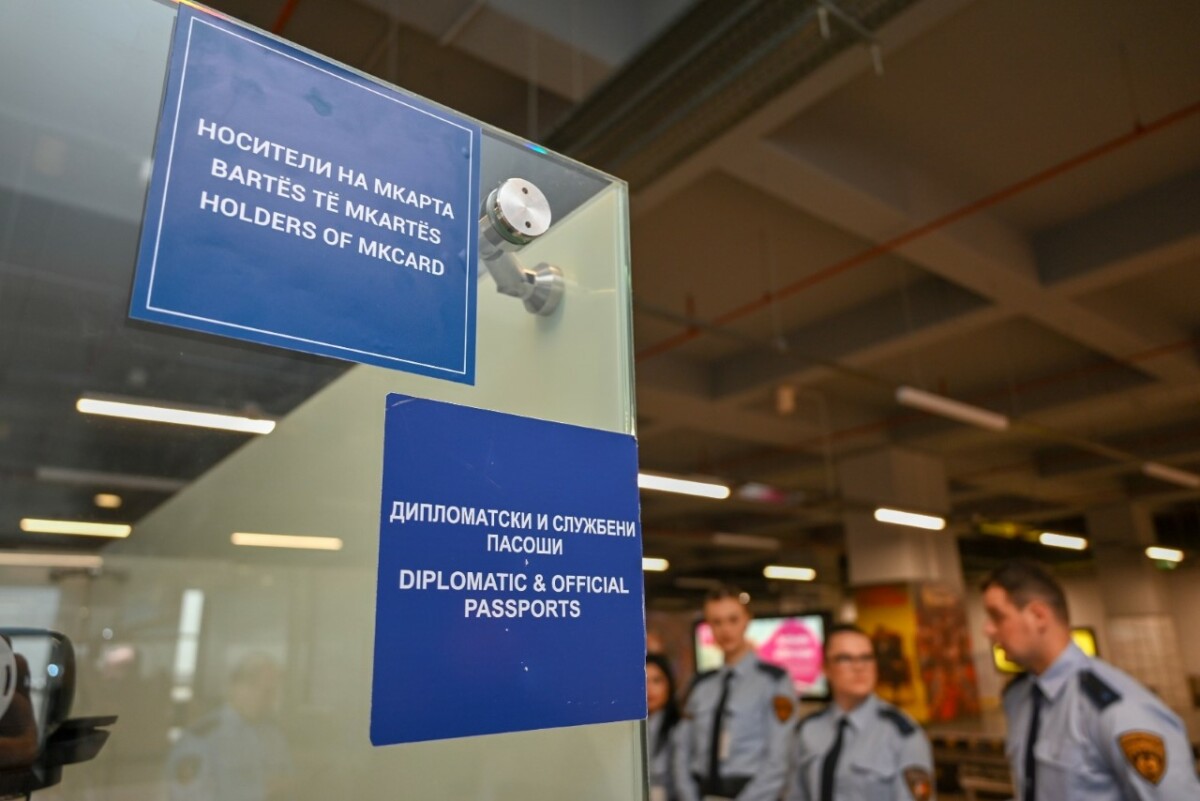 НОСИТЕЛИ НА МКАРТА
BARTËS TË MKARTËS
HOLDERS OF MKCARD
ДИПЛОМАТСКИ И СЛУЖБЕНИ
ПАСОШИ
DIPLOMATIC & OFFICIAL
PASSPORTS